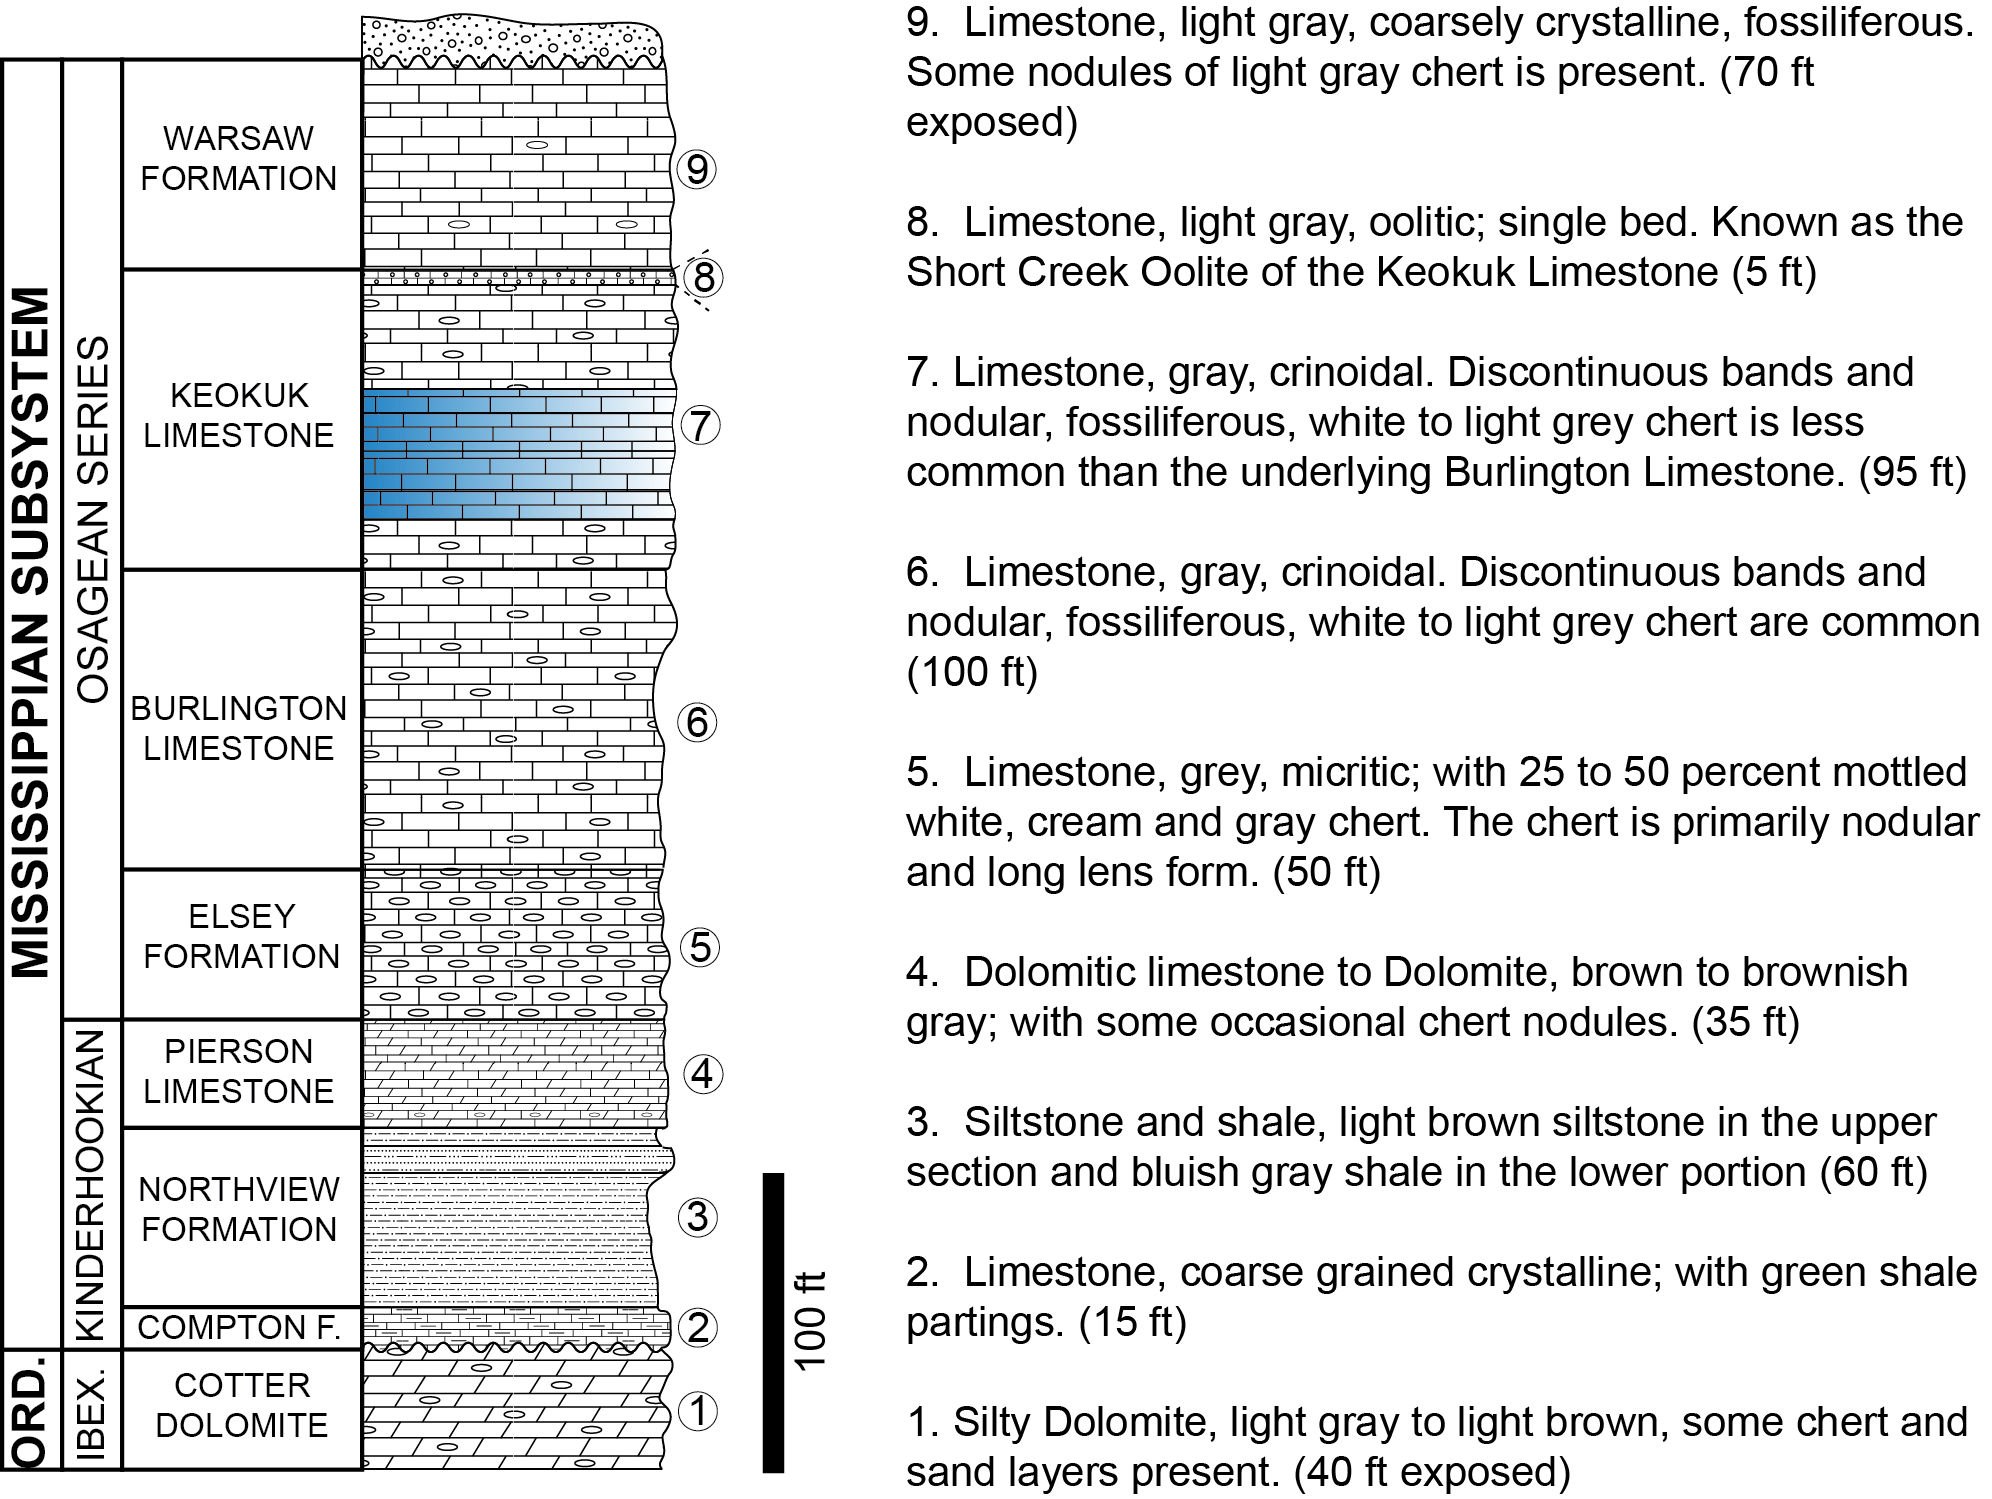 MISSISSIPPIAN SUBSYSTEM
ORD.
OSAGEAN SERIES
KINDERHOOKIAN
IBEX.
WARSAW
FORMATION
KEOKUK
LIMESTONE
BURLINGTON
LIMESTONE
ELSEY
FORMATION
PIERSON
LIMESTONE
NORTHVIEW
FORMATION
COMPTON F.
COTTER
DOLOMITE
9
8
7
6
5
4
3
2
1
100 ft
9. Limestone, light gray, coarsely crystalline, fossiliferous.
Some nodules of light gray chert is present. (70 ft
exposed)
8. Limestone, light gray, oolitic; single bed. Known as the
Short Creek Oolite of the Keokuk Limestone (5 ft)
7. Limestone, gray, crinoidal. Discontinuous bands and
nodular, fossiliferous, white to light grey chert is less
common than the underlying Burlington Limestone. (95 ft)
6. Limestone, gray, crinoidal. Discontinuous bands and
nodular, fossiliferous, white to light grey chert are common
(100 ft)
5. Limestone, grey, micritic; with 25 to 50 percent mottled
white, cream and gray chert. The chert is primarily nodular
and long lens form. (50 ft)
4. Dolomitic limestone to Dolomite, brown to brownish
gray; with some occasional chert nodules. (35 ft)
3. Siltstone and shale, light brown siltstone in the upper
section and bluish gray shale in the lower portion (60 ft)
2. Limestone, coarse grained crystalline; with green shale
partings. (15 ft)
1. Silty Dolomite, light gray to light brown, some chert and
sand layers present. (40 ft exposed)